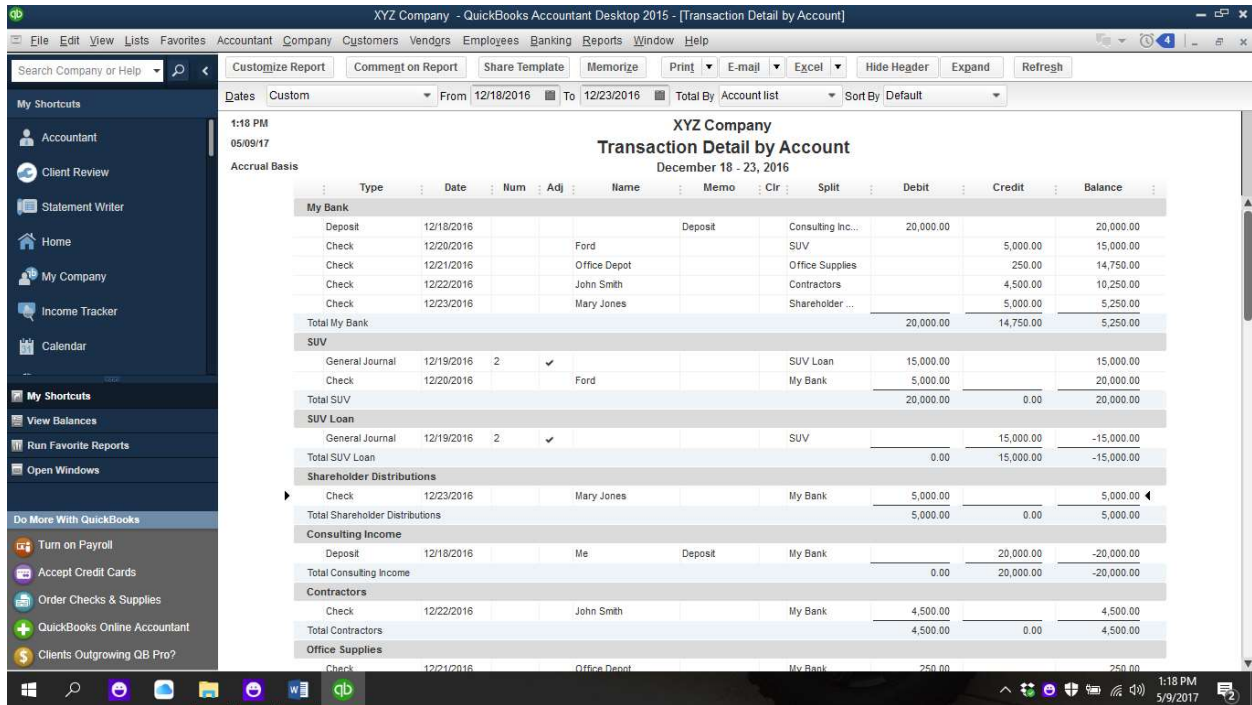 qb XYZ Company - QuickBooks Accountant Desktop 2015 - [Transaction Detail by Account]
File Edit View Lists Favorites Accountant Company Customers Vendors Employees Banking Reports Window Help 4
Search Company or Help Customize Report Comment on Report Share Template Memorize Print E-mail Excel Hide Header Expand Refresh
Dates Custom From 12/18/2016 To 12/23/2016 Total By Account list Sort By Default
My Shortcuts
Accountant
Client Review
Statement Writer
Home
My Company
Income Tracker
Calendar
My Shortcuts
View Balances
Run Favorite Reports
Open Windows
Do More With QuickBooks
Turn on Payroll
Accept Credit Cards
Order Checks & Supplies
QuickBooks Online Accountant
Clients Outgrowing QB Pro?
1:18 PM
05/09/17
Accrual Basis
XYZ Company
Transaction Detail by Account
December 18 - 23, 2016
Type Date Num Adj Name Memo Clr Split Debit Credit Balance
My Bank
Deposit 12/18/2016 Deposit Consulting Inc... 20,000.00 20,000.00
Check 12/20/2016 Ford SUV 5,000.00 15,000.00
Check 12/21/2016 Office Depot Office Supplies 250.00 14,750.00
Check 12/22/2016 John Smith Contractors 4,500.00 10,250.00
Check 12/23/2016 Mary Jones Shareholder ... 5,000.00 5,250.00
Total My Bank 20,000.00 14,750.00 5,250.00
SUV
General Journal 12/19/2016 2 ✓ SUV Loan 15,000.00 15,000.00
Check 12/20/2016 Ford My Bank 5,000.00 20,000.00
Total SUV 20,000.00 0.00 20,000.00
SUV Loan
General Journal 12/19/2016 2 ✓ SUV 15,000.00 -15,000.00
Total SUV Loan 0.00 15,000.00 -15,000.00
Shareholder Distributions
Check 12/23/2016 Mary Jones My Bank 5,000.00 5,000.00
Total Shareholder Distributions 5,000.00 0.00 5,000.00
Consulting Income
Deposit 12/18/2016 Me Deposit My Bank 20,000.00 -20,000.00
Total Consulting Income 0.00 20,000.00 -20,000.00
Contractors
Check 12/22/2016 John Smith My Bank 4,500.00 4,500.00
Total Contractors 4,500.00 0.00 4,500.00
Office Supplies
Check 12/21/2016 Office Depot My Bank 250.00 250.00
1:18 PM
5/9/2017